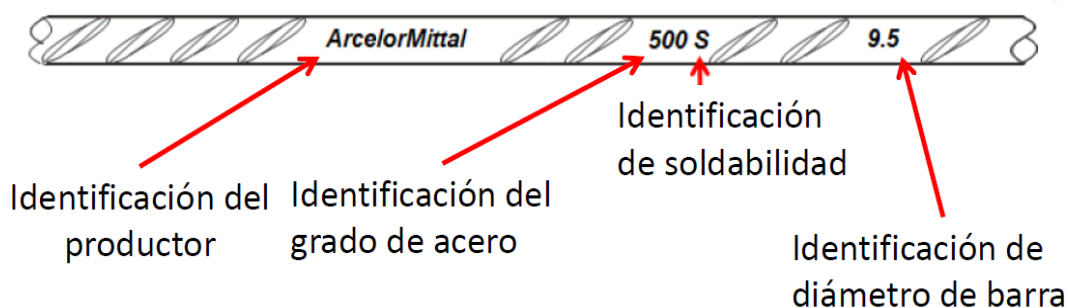 ArcelorMittal 500 S 9.5
Identificación
de soldabilidad
Identificación del
productor
Identificación del
grado de acero
Identificación de
diámetro de barra